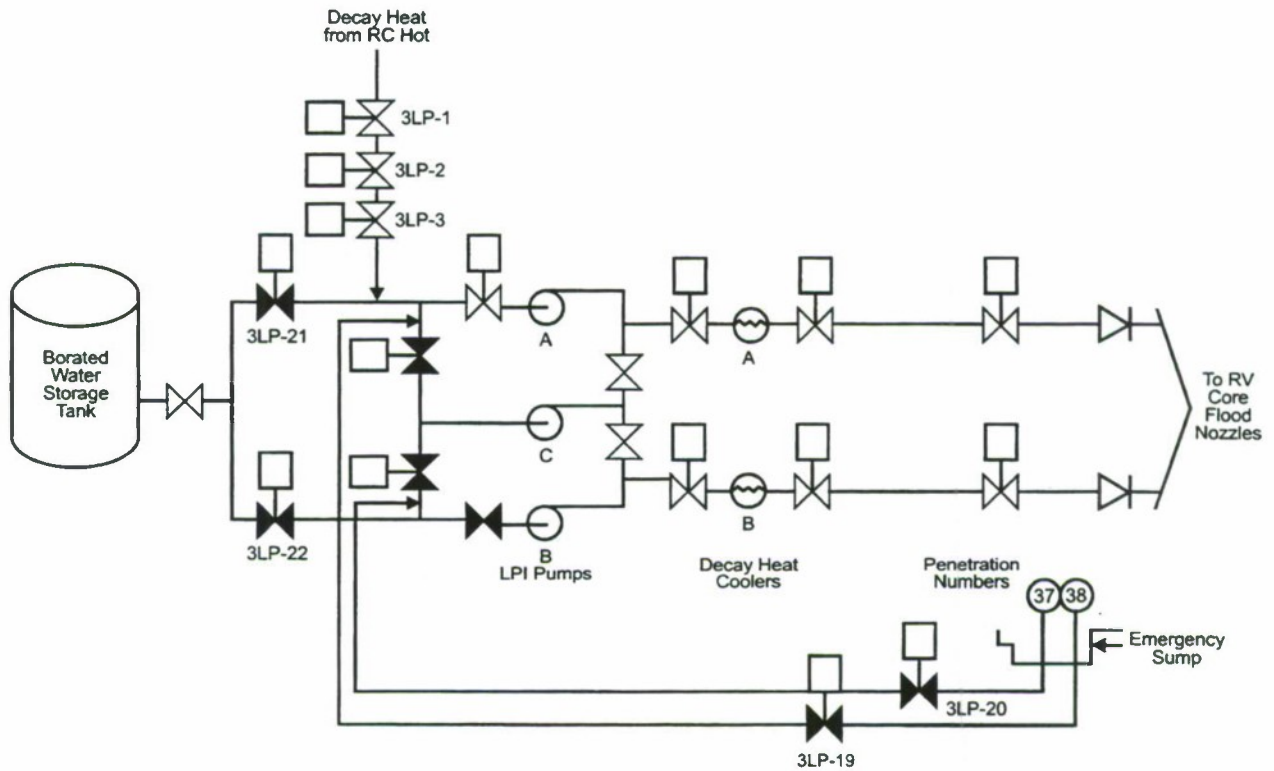 Decay Heat
from RC Hot
3LP-1
3LP-2
3LP-3
3LP-21
Borated
Water
Storage
Tank
3LP-22
A
C
B
LPI Pumps
A
B
Decay Heat
Coolers
To RV
Core
Flood
Nozzles
Penetration
Numbers
37 38
Emergency
Sump
3LP-20
3LP-19